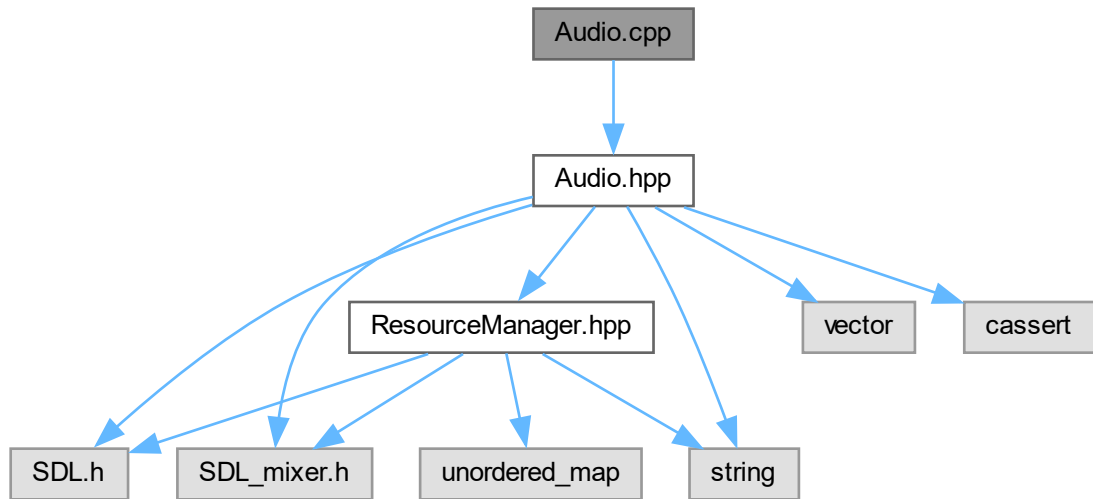 Audio.cpp
Audio.hpp
ResourceManager.hpp
vector
cassert
SDL.h
SDL_mixer.h
unordered_map
string